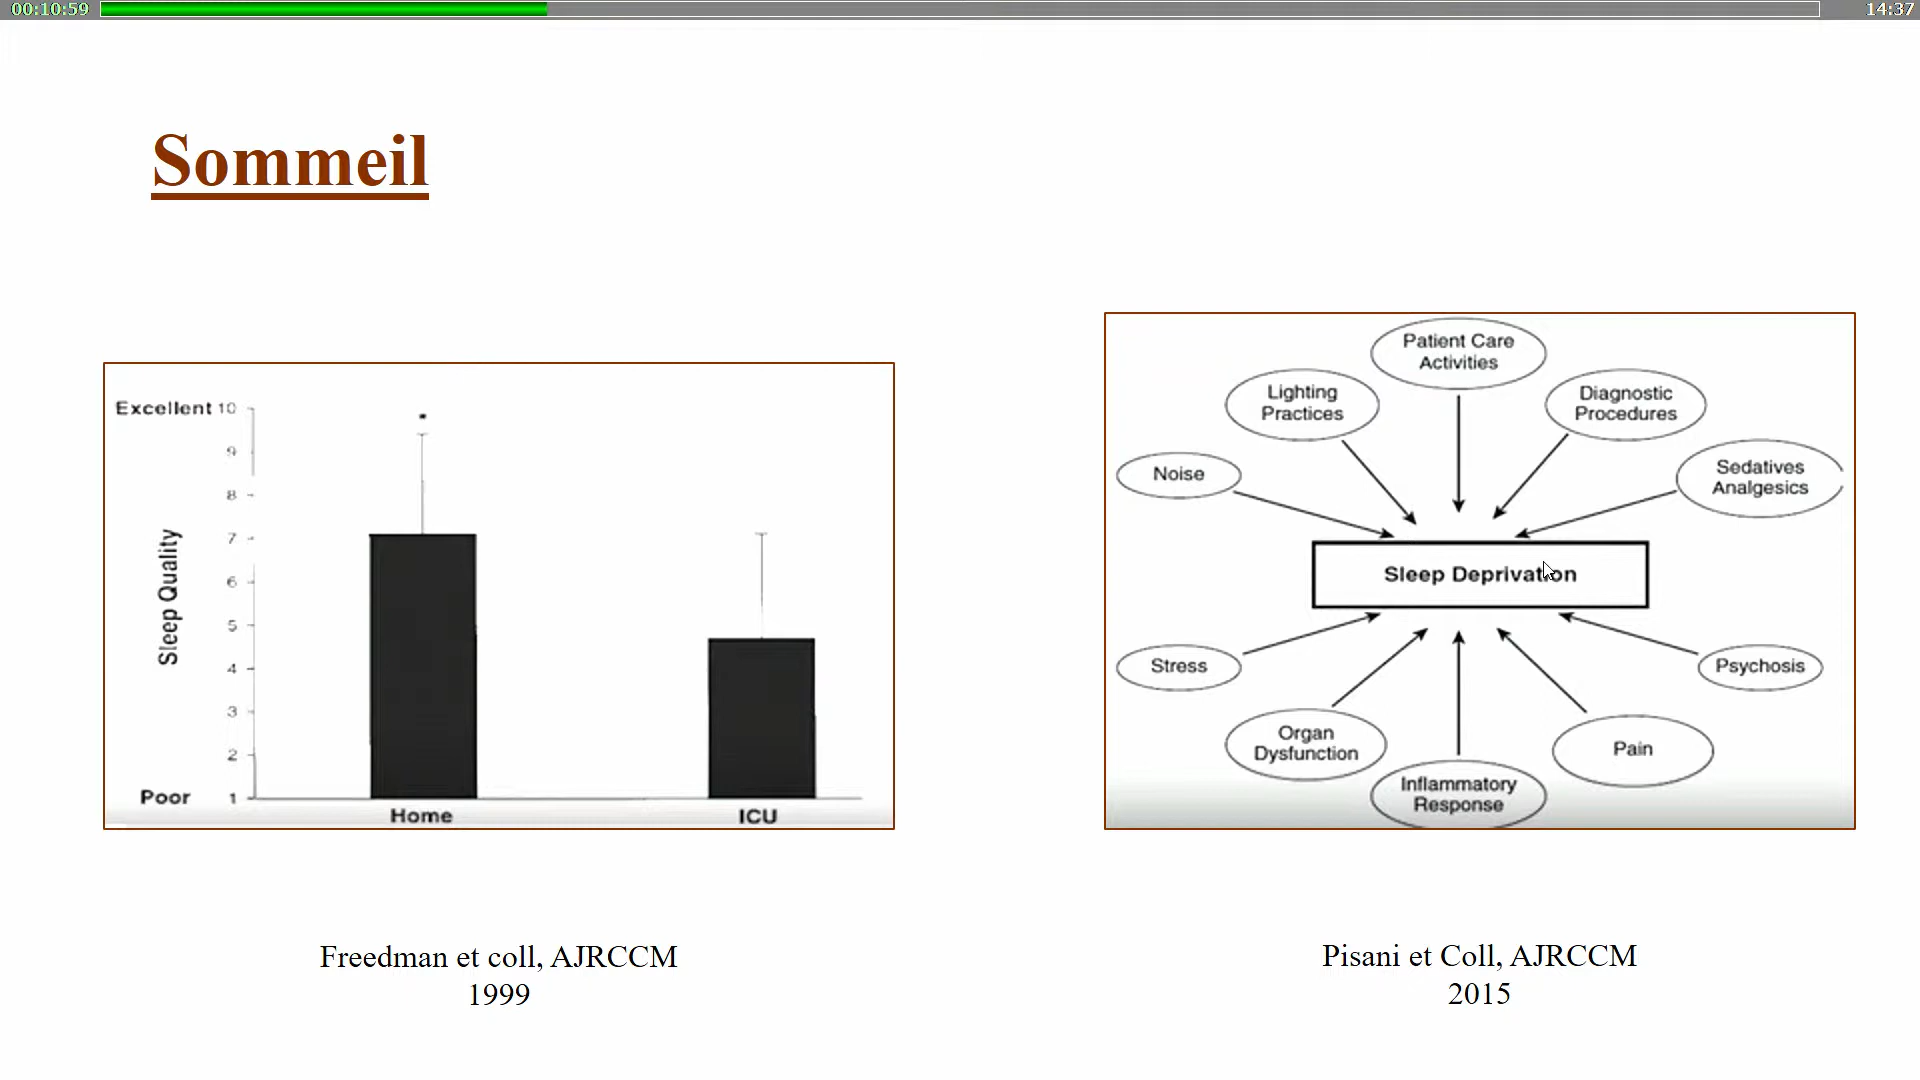 00:10:59
14:37
Sommeil
Excellent 10
9
8
7
6
5
4
3
2
Poor 1
Sleep Quality
Home
ICU
Freedman et coll, AJRCCM
1999
Patient Care
Activities
Lighting
Practices
Diagnostic
Procedures
Noise
Sedatives
Analgesics
Sleep Deprivation
Stress
Psychosis
Organ
Dysfunction
Pain
Inflammatory
Response
Pisani et Coll, AJRCCM
2015